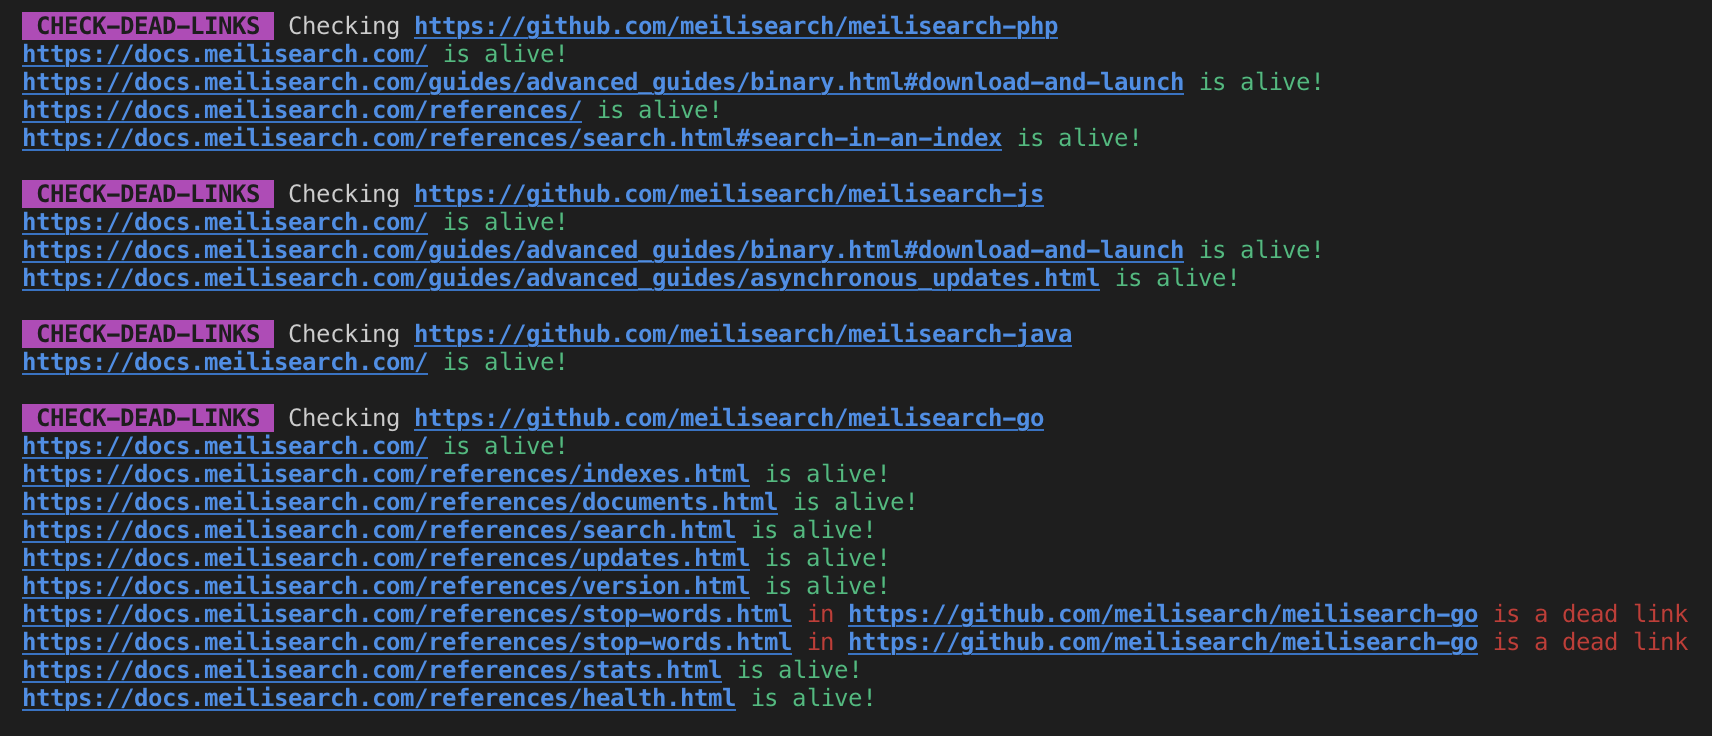 CHECK-DEAD-LINKS Checking https://github.com/meilisearch/meilisearch-php
https://docs.meilisearch.com/ is alive!
https://docs.meilisearch.com/guides/advanced_guides/binary.html#download-and-launch is alive!
https://docs.meilisearch.com/references/ is alive!
https://docs.meilisearch.com/references/search.html#search-in-an-index is alive!
CHECK-DEAD-LINKS Checking https://github.com/meilisearch/meilisearch-js
https://docs.meilisearch.com/ is alive!
https://docs.meilisearch.com/guides/advanced_guides/binary.html#download-and-launch is alive!
https://docs.meilisearch.com/guides/advanced_guides/asynchronous_updates.html is alive!
CHECK-DEAD-LINKS Checking https://github.com/meilisearch/meilisearch-java
https://docs.meilisearch.com/ is alive!
CHECK-DEAD-LINKS Checking https://github.com/meilisearch/meilisearch-go
https://docs.meilisearch.com/ is alive!
https://docs.meilisearch.com/references/indexes.html is alive!
https://docs.meilisearch.com/references/documents.html is alive!
https://docs.meilisearch.com/references/search.html is alive!
https://docs.meilisearch.com/references/updates.html is alive!
https://docs.meilisearch.com/references/version.html is alive!
https://docs.meilisearch.com/references/stop-words.html in https://github.com/meilisearch/meilisearch-go is a dead link
https://docs.meilisearch.com/references/stop-words.html in https://github.com/meilisearch/meilisearch-go is a dead link
https://docs.meilisearch.com/references/stats.html is alive!
https://docs.meilisearch.com/references/health.html is alive!